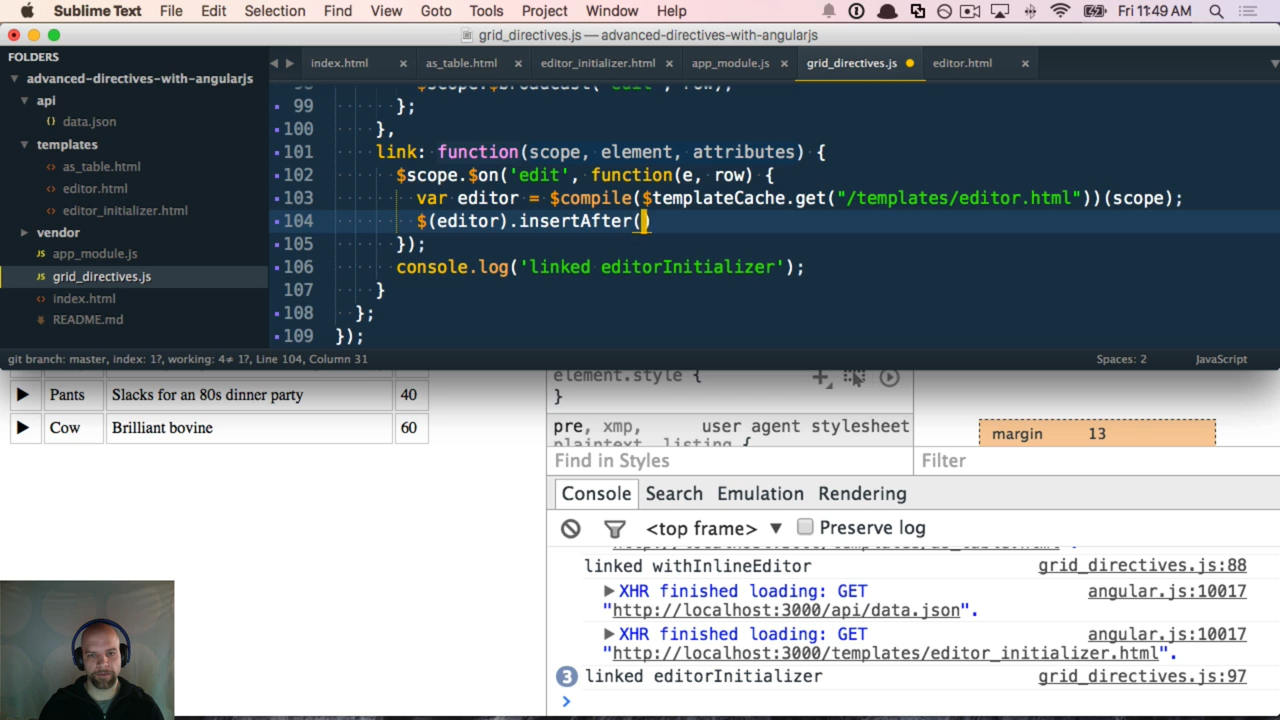 Sublime Text File Edit Selection Find View Goto Tools Project Window Help Fri 11:49 AM
grid_directives.js — advanced-directives-with-angularjs
FOLDERS
advanced-directives-with-angularjs
api
data.json
templates
as_table.html
editor.html
editor_initializer.html
vendor
app_module.js
grid_directives.js
index.html
README.md
index.html as_table.html editor_initializer.html app_module.js grid_directives.js editor.html
99 };
100 },
101 link: function(scope, element, attributes) {
102 $scope.$on('edit', function(e, row) {
103 var editor = $compile($templateCache.get("/templates/editor.html"))(scope);
104 $(editor).insertAfter()
105 });
106 console.log('linked editorInitializer');
107 }
108 };
109 });
git branch: master, index: 1?, working: 4≠ 1?, Line 104, Column 31 Spaces: 2 JavaScript
Pants Slacks for an 80s dinner party 40
Cow Brilliant bovine 60
element.style {
}
pre, xmp, user agent stylesheet
plaintext, listing {
Find in Styles Filter
margin 13
Console Search Emulation Rendering
<top frame> Preserve log
linked withInlineEditor grid_directives.js:88
XHR finished loading: GET angular.js:10017
"http://localhost:3000/api/data.json".
XHR finished loading: GET angular.js:10017
"http://localhost:3000/templates/editor_initializer.html".
3 linked editorInitializer grid_directives.js:97